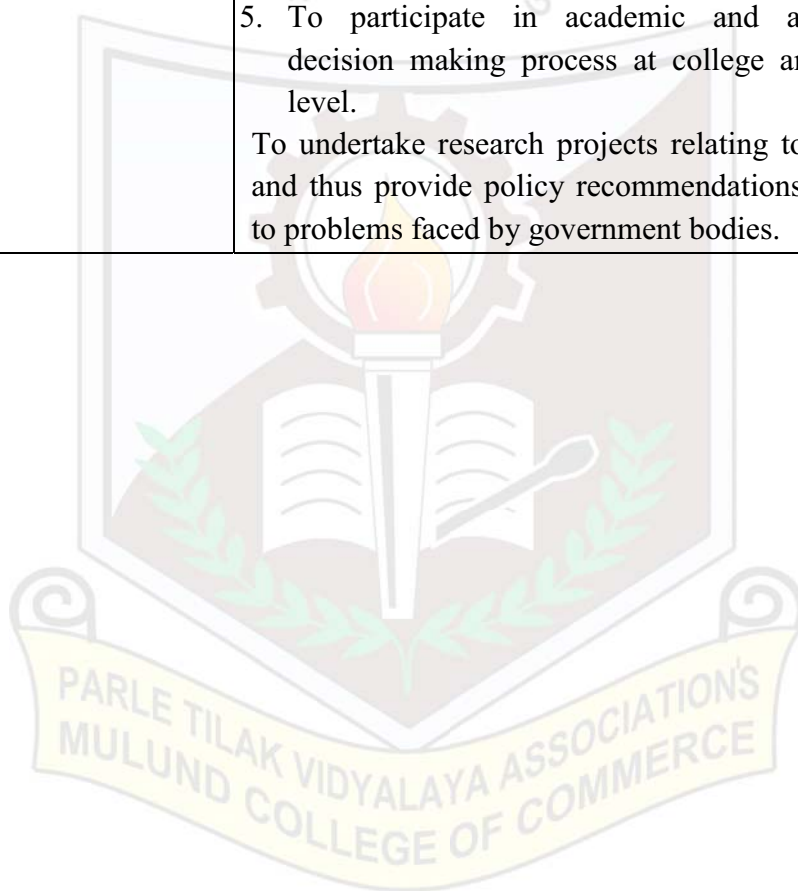 5. To participate in academic and a
decision making process at college a
level.
To undertake research projects relating to
and thus provide policy recommendations
to problems faced by government bodies.
PARLE TILAK VIDYALAYA ASSOCIATION'S
MULUND COLLEGE OF COMMERCE